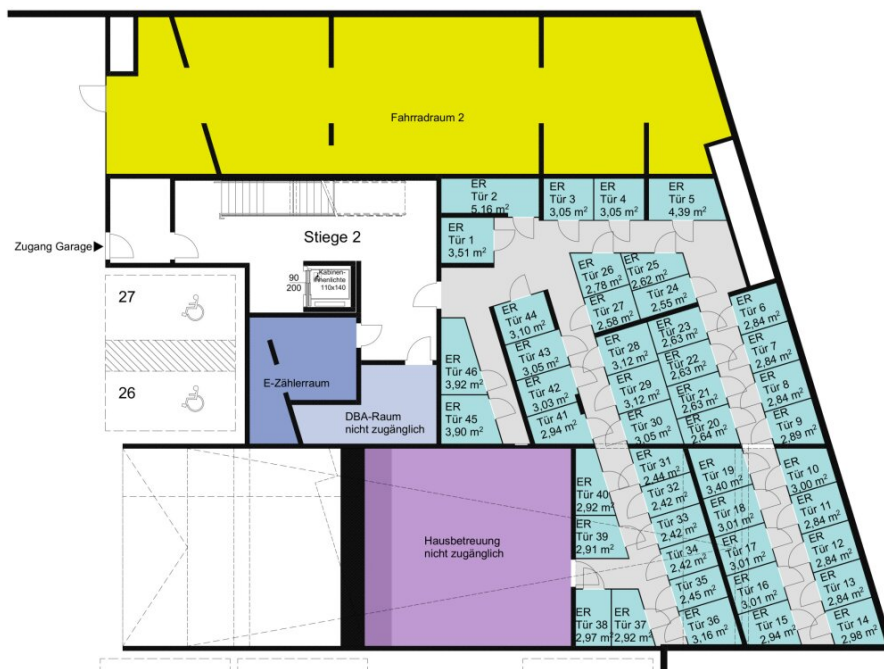 Fahrradraum 2
ER
Tür 2
5,16 m²
ER
Tür 3
3,05 m²
ER
Tür 4
3,05 m²
ER
Tür 5
4,39 m²
Stiege 2
ER
Tür 1
3,51 m²
Zugang Garage
90
200
Kabinen-
innenlichte
110x140
27
26
E-Zählerraum
DBA-Raum
nicht zugänglich
ER
Tür 26
2,78 m²
ER
Tür 25
2,62 m²
ER
Tür 27
2,58 m²
ER
Tür 24
2,55 m²
ER
Tür 6
2,84 m²
ER
Tür 7
2,84 m²
ER
Tür 8
2,84 m²
ER
Tür 9
2,89 m²
ER
Tür 44
3,10 m²
ER
Tür 43
3,05 m²
ER
Tür 42
3,03 m²
ER
Tür 41
2,94 m²
ER
Tür 28
3,12 m²
ER
Tür 29
3,12 m²
ER
Tür 30
3,05 m²
ER
Tür 23
2,63 m²
ER
Tür 22
2,63 m²
ER
Tür 21
2,63 m²
ER
Tür 20
2,64 m²
ER
Tür 46
3,92 m²
ER
Tür 45
3,90 m²
Hausbetreuung
nicht zugänglich
ER
Tür 40
2,92 m²
ER
Tür 39
2,91 m²
ER
Tür 38
2,97 m²
ER
Tür 37
2,92 m²
ER
Tür 31
2,44 m²
ER
Tür 32
2,42 m²
ER
Tür 33
2,42 m²
ER
Tür 34
2,42 m²
ER
Tür 35
2,45 m²
ER
Tür 36
3,16 m²
ER
Tür 19
3,40 m²
ER
Tür 18
3,01 m²
ER
Tür 17
3,01 m²
ER
Tür 16
3,01 m²
ER
Tür 15
2,94 m²
ER
Tür 10
3,00 m²
ER
Tür 11
2,84 m²
ER
Tür 12
2,84 m²
ER
Tür 13
2,84 m²
ER
Tür 14
2,98 m²